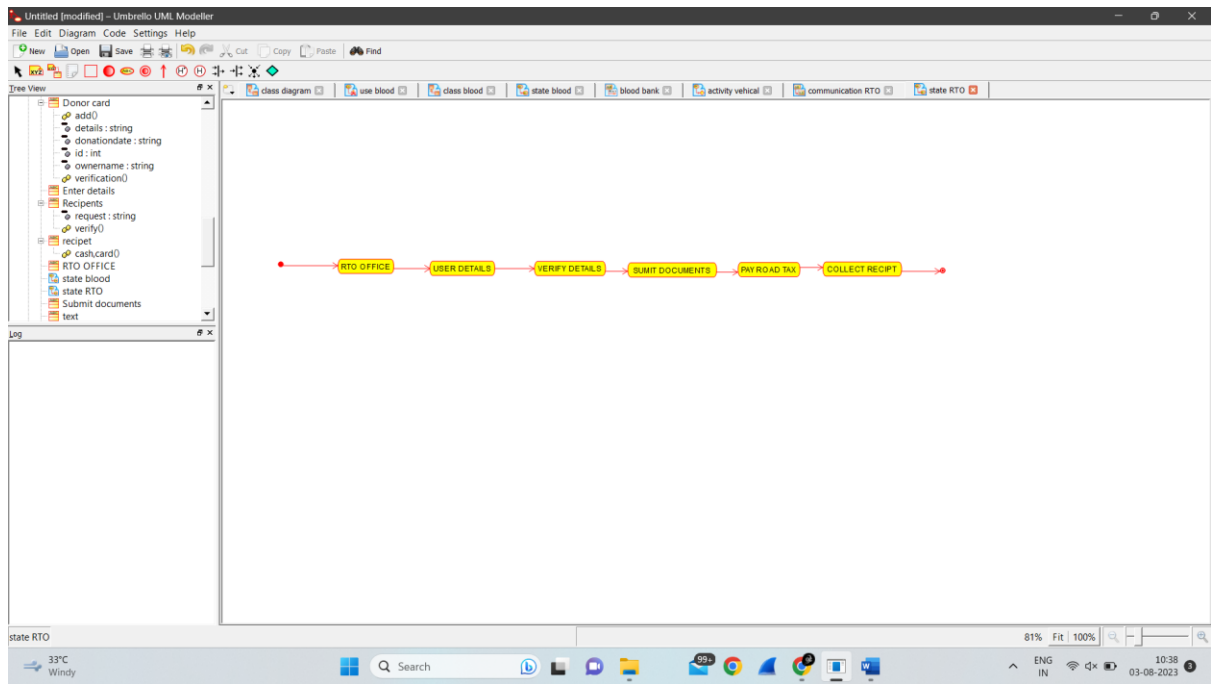 Untitled [modified] – Umbrello UML Modeller
File Edit Diagram Code Settings Help
New Open Save Cut Copy Paste Find
Tree View
class diagram use blood class blood state blood blood bank activity vehical communication RTO state RTO
Donor card
add()
details : string
donationdate : string
id : int
ownername : string
verification()
Enter details
Recipents
request : string
verify()
recipet
cash,card()
RTO OFFICE
state blood
state RTO
Submit documents
text
RTO OFFICE USER DETAILS VERIFY DETAILS SUMIT DOCUMENTS PAY ROAD TAX COLLECT RECIPT
Log
state RTO
81% Fit 100%
33°C
Windy
Search
99+
ENG
IN
10:38
03-08-2023
3